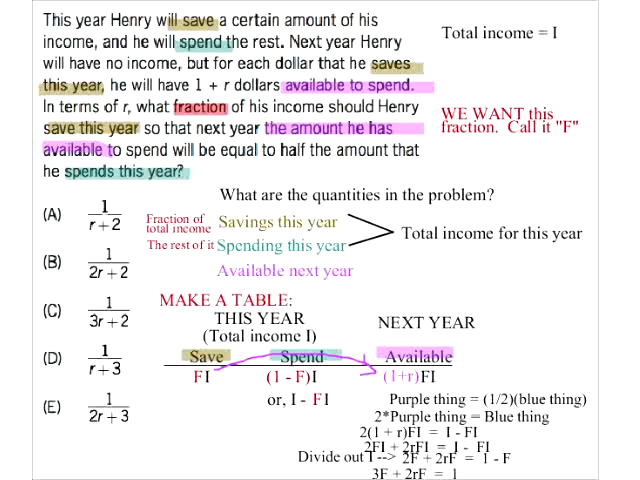 This year Henry will save a certain amount of his
income, and he will spend the rest. Next year Henry
will have no income, but for each dollar that he saves
this year, he will have 1 + r dollars available to spend.
In terms of r, what fraction of his income should Henry
save this year so that next year the amount he has
available to spend will be equal to half the amount that
he spends this year?
Total income = I
WE WANT this
fraction. Call it "F"
What are the quantities in the problem?
(A) 1/(r+2)
(B) 1/(2r+2)
(C) 1/(3r+2)
(D) 1/(r+3)
(E) 1/(2r+3)
Fraction of
total income
Savings this year
The rest of it
Spending this year
Total income for this year
Available next year
MAKE A TABLE:
THIS YEAR
(Total income I)
NEXT YEAR
Save Spend Available
FI (1 - F)I (1+r)FI
or, I - FI
Purple thing = (1/2)(blue thing)
2*Purple thing = Blue thing
2(1 + r)FI = I - FI
2FI + 2rFI = I - FI
Divide out I --> 2F + 2rF = 1 - F
3F + 2rF = 1